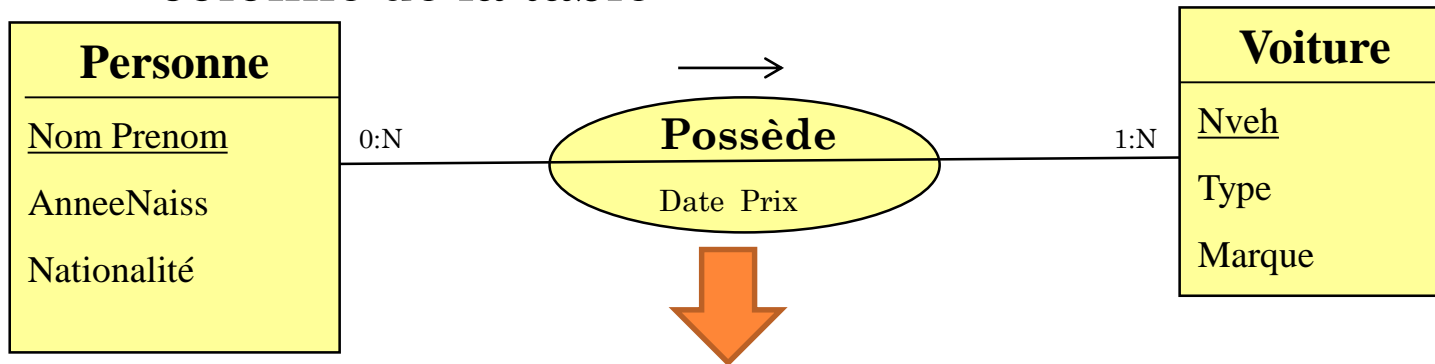 Personne
Nom Prenom
AnneeNaiss
Nationalité
0:N
Possède
Date Prix
1:N
Voiture
Nveh
Type
Marque